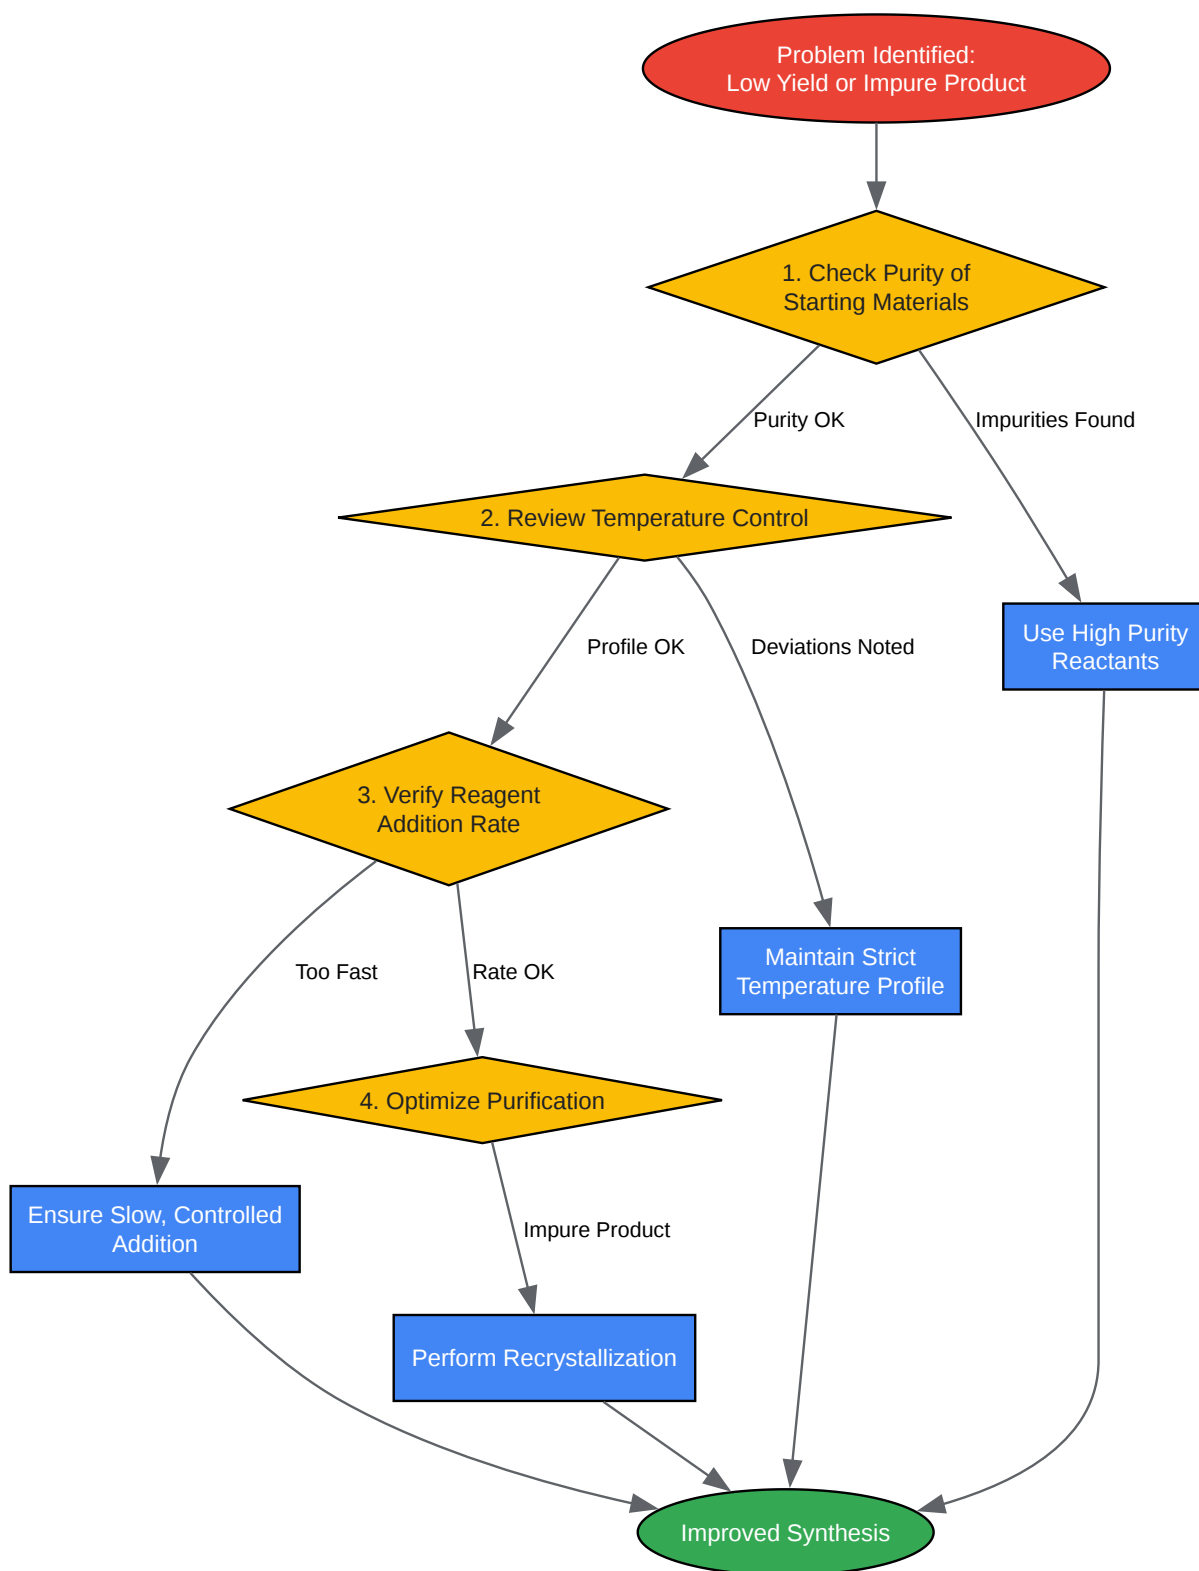 Problem Identified:
Low Yield or Impure Product
1. Check Purity of
Starting Materials
Purity OK
Impurities Found
2. Review Temperature Control
Use High Purity
Reactants
Profile OK
Deviations Noted
3. Verify Reagent
Addition Rate
Maintain Strict
Temperature Profile
Too Fast
Rate OK
4. Optimize Purification
Ensure Slow, Controlled
Addition
Impure Product
Perform Recrystallization
Improved Synthesis